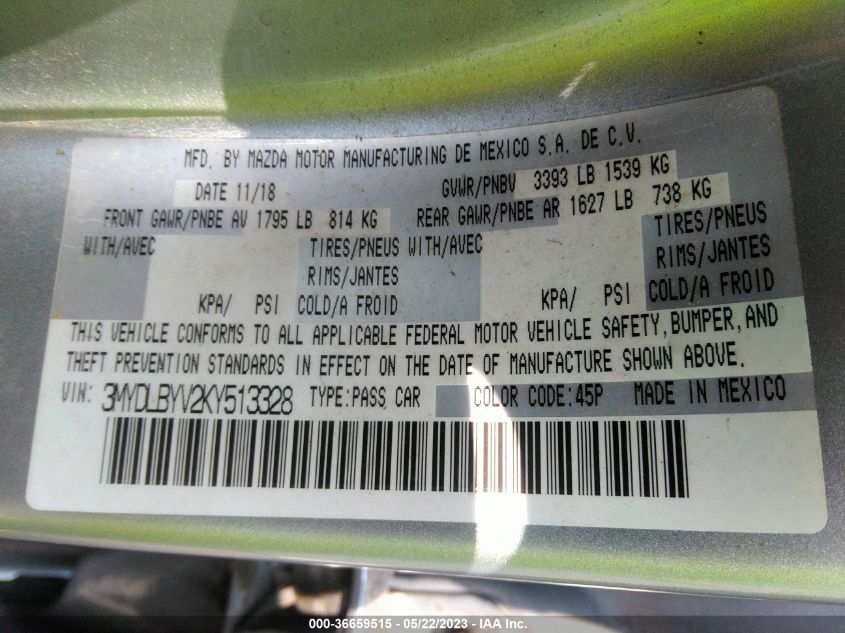 MFD. BY MAZDA MOTOR MANUFACTURING DE MEXICO S.A. DE C.V.
DATE 11/18 GVWR/PNBV 3393 LB 1539 KG
FRONT GAWR/PNBE AV 1795 LB 814 KG REAR GAWR/PNBE AR 1627 LB 738 KG
WITH/AVEC TIRES/PNEUS WITH/AVEC TIRES/PNEUS
RIMS/JANTES RIMS/JANTES
KPA/ PSI COLD/A FROID KPA/ PSI COLD/A FROID
THIS VEHICLE CONFORMS TO ALL APPLICABLE FEDERAL MOTOR VEHICLE SAFETY, BUMPER, AND
THEFT PREVENTION STANDARDS IN EFFECT ON THE DATE OF MANUFACTURE SHOWN ABOVE.
VIN: 3MYDLBYV2KY513328 TYPE:PASS CAR COLOR CODE:45P MADE IN MEXICO
000-36659515 - 05/22/2023 - IAA Inc.